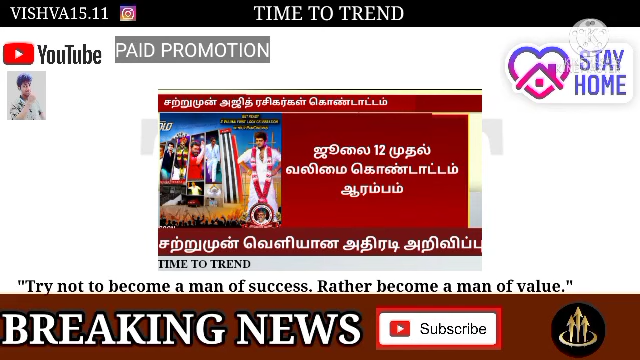 VISHVA15.11
TIME TO TREND
YouTube
PAID PROMOTION
STAY
HOME
சற்றுமுன் அஜித் ரசிகர்கள் கொண்டாட்டம்
ஜூலை 12 முதல்
வலிமை கொண்டாட்டம்
ஆரம்பம்
சற்றுமுன் வெளியான அதிரடி அறிவிப்பு
TIME TO TREND
"Try not to become a man of success. Rather become a man of value."
BREAKING NEWS
Subscribe